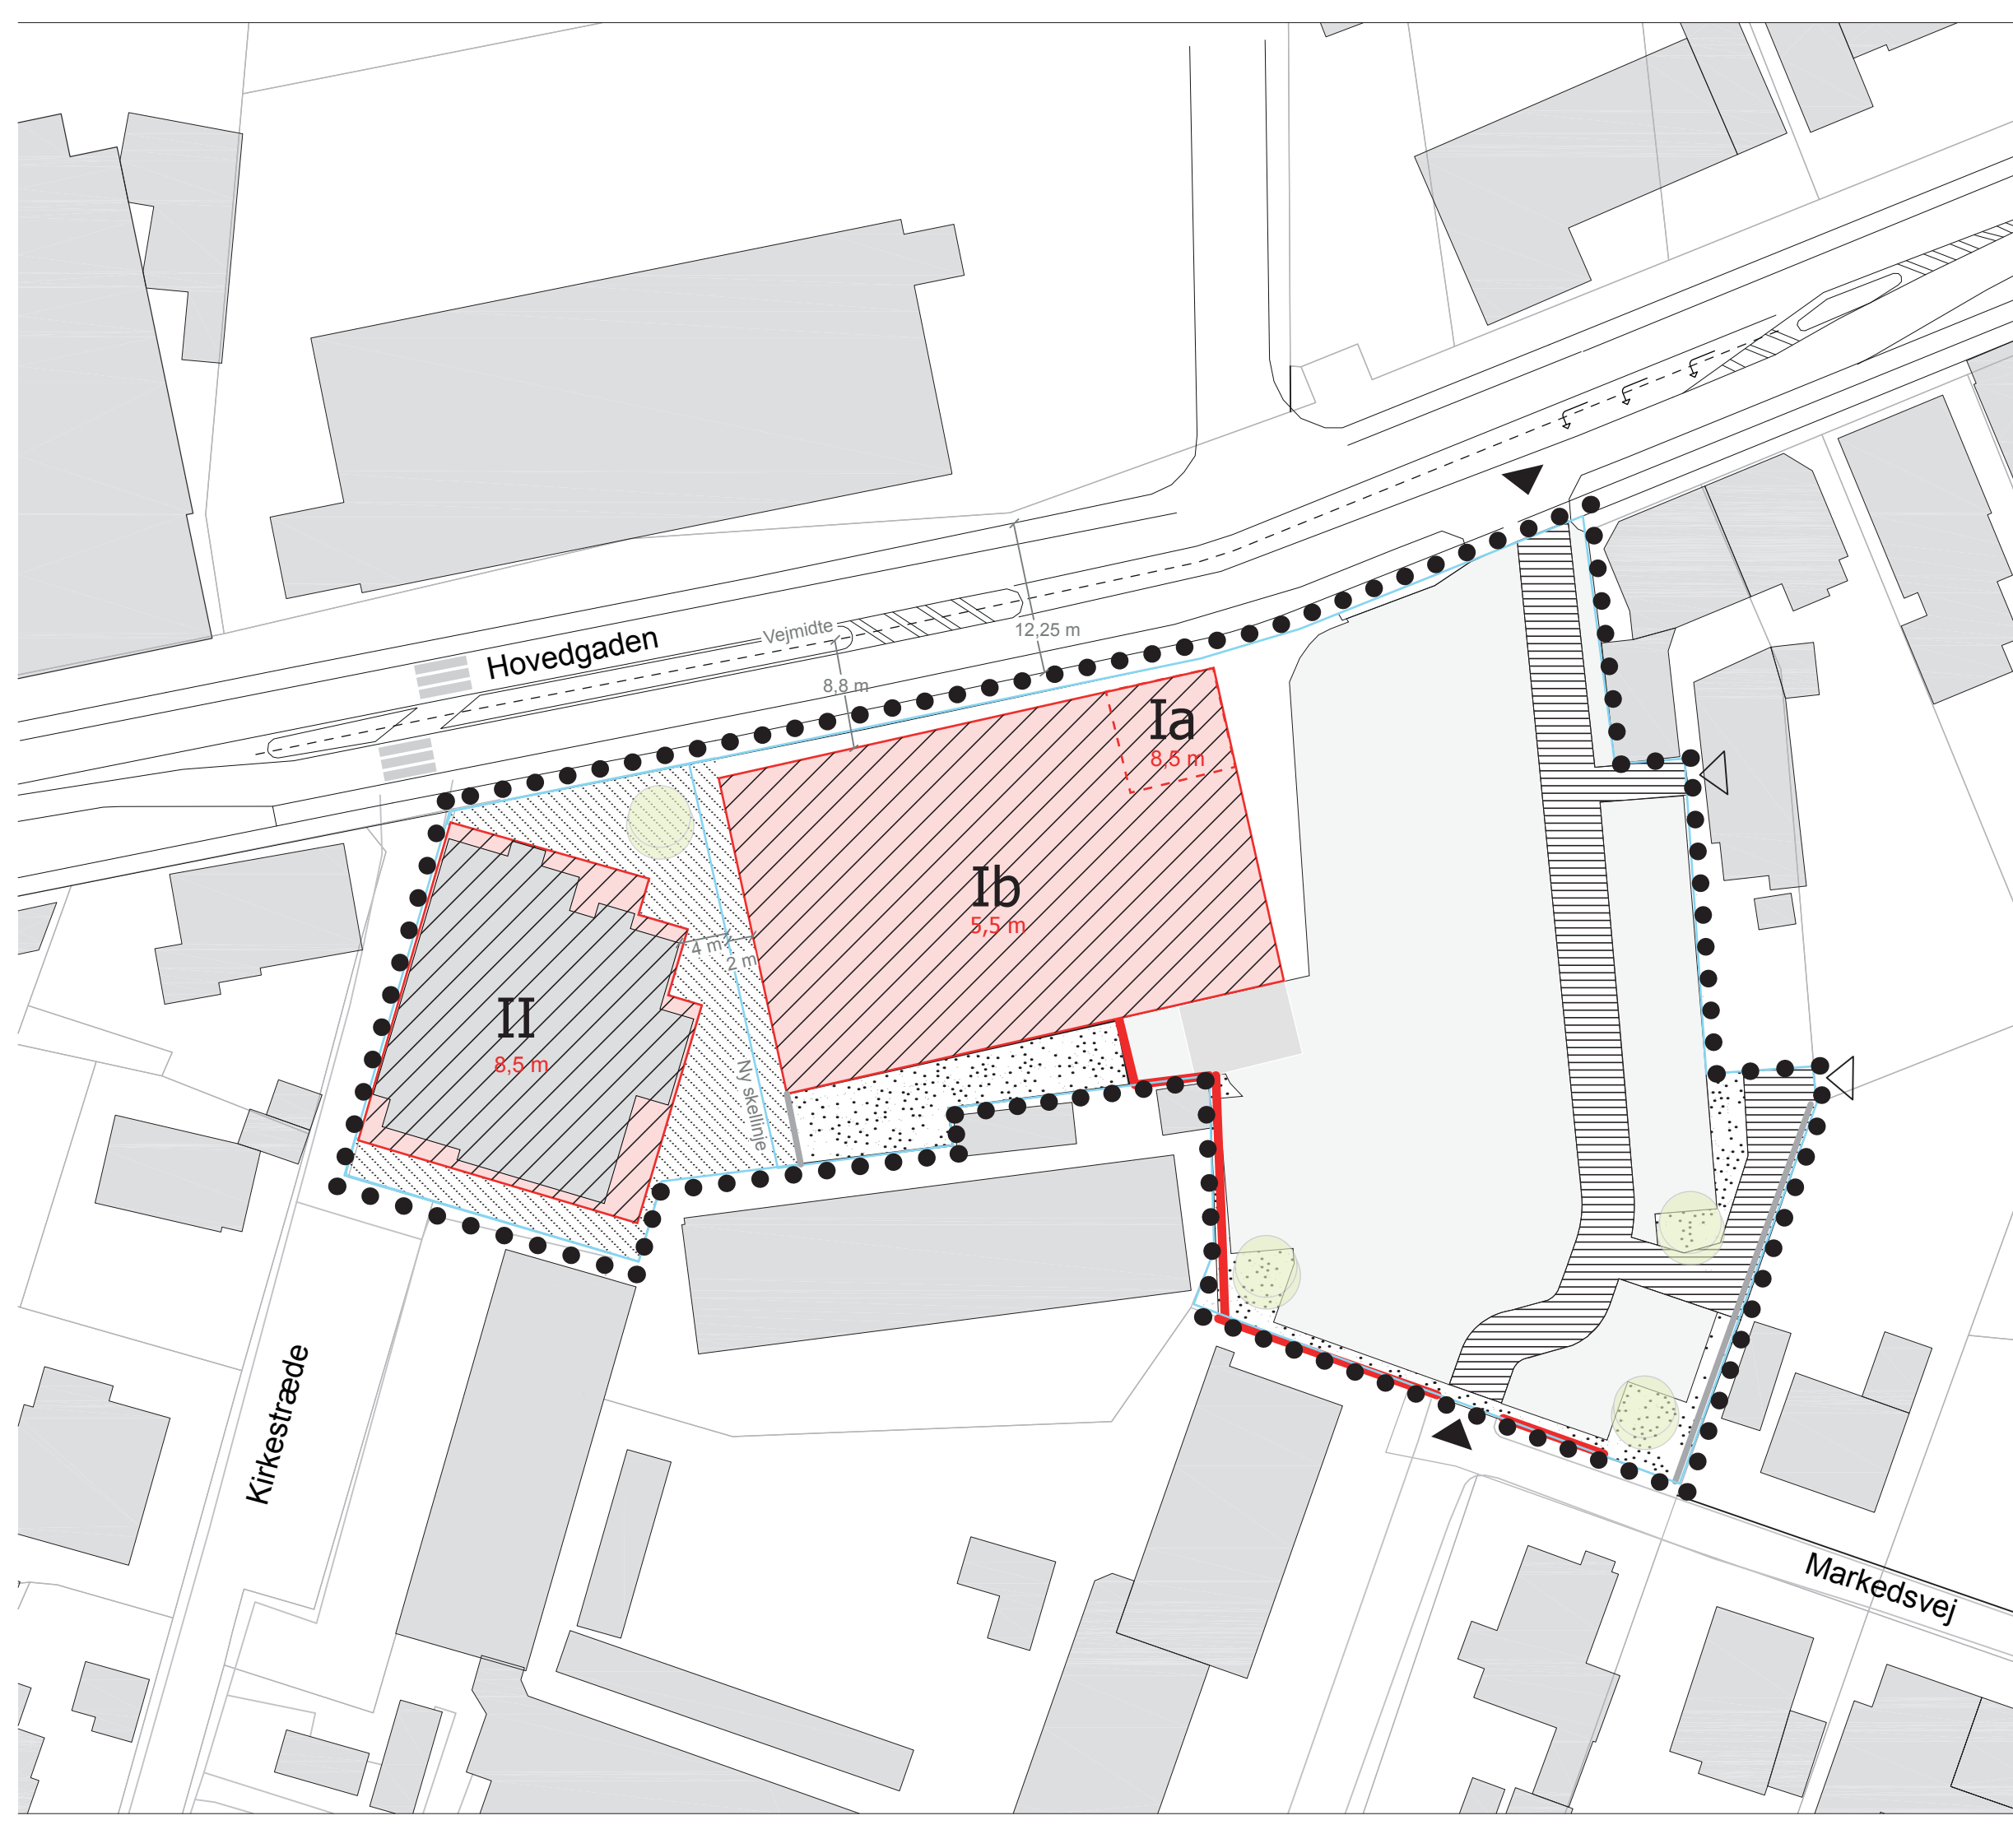 Hovedgaden
Vejmidte
12,25 m
8,8 m
Ia
8,5 m
Ib
5,5 m
4 m
2 m
II
8,5 m
Ny skellinje
Kirkestræde
Markedsvej